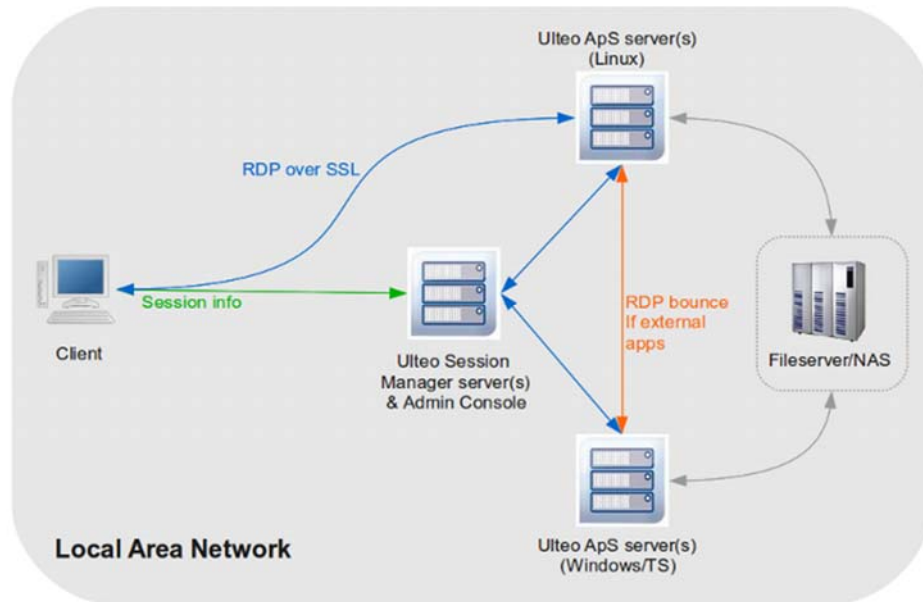 Ulteo ApS server(s)
(Linux)
RDP over SSL
Session info
Client
Ulteo Session
Manager server(s)
& Admin Console
RDP bounce
If external
apps
Fileserver/NAS
Local Area Network
Ulteo ApS server(s)
(Windows/TS)